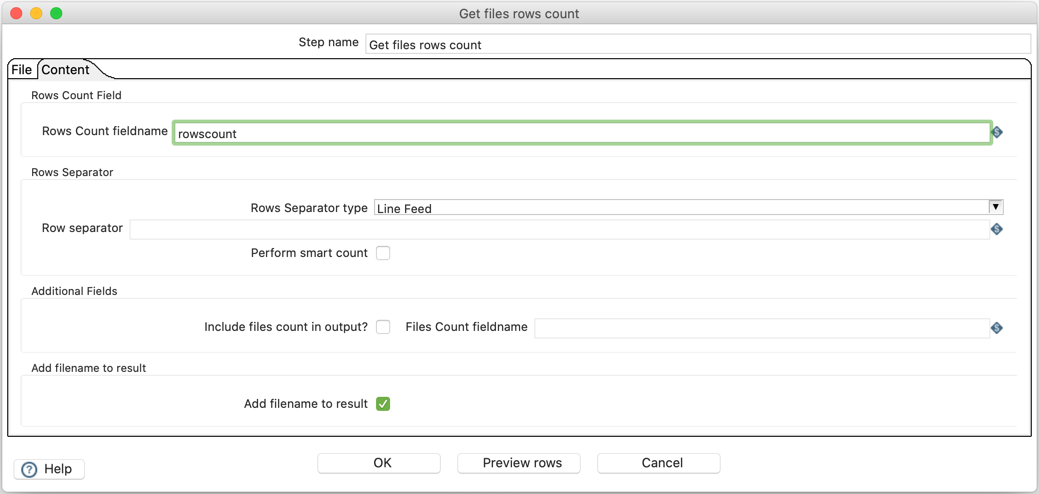 Get files rows count
Step name Get files rows count
File Content
Rows Count Field
Rows Count fieldname rowscount
Rows Separator
Rows Separator type Line Feed
Row separator
Perform smart count
Additional Fields
Include files count in output? Files Count fieldname
Add filename to result
Add filename to result
Help OK Preview rows Cancel